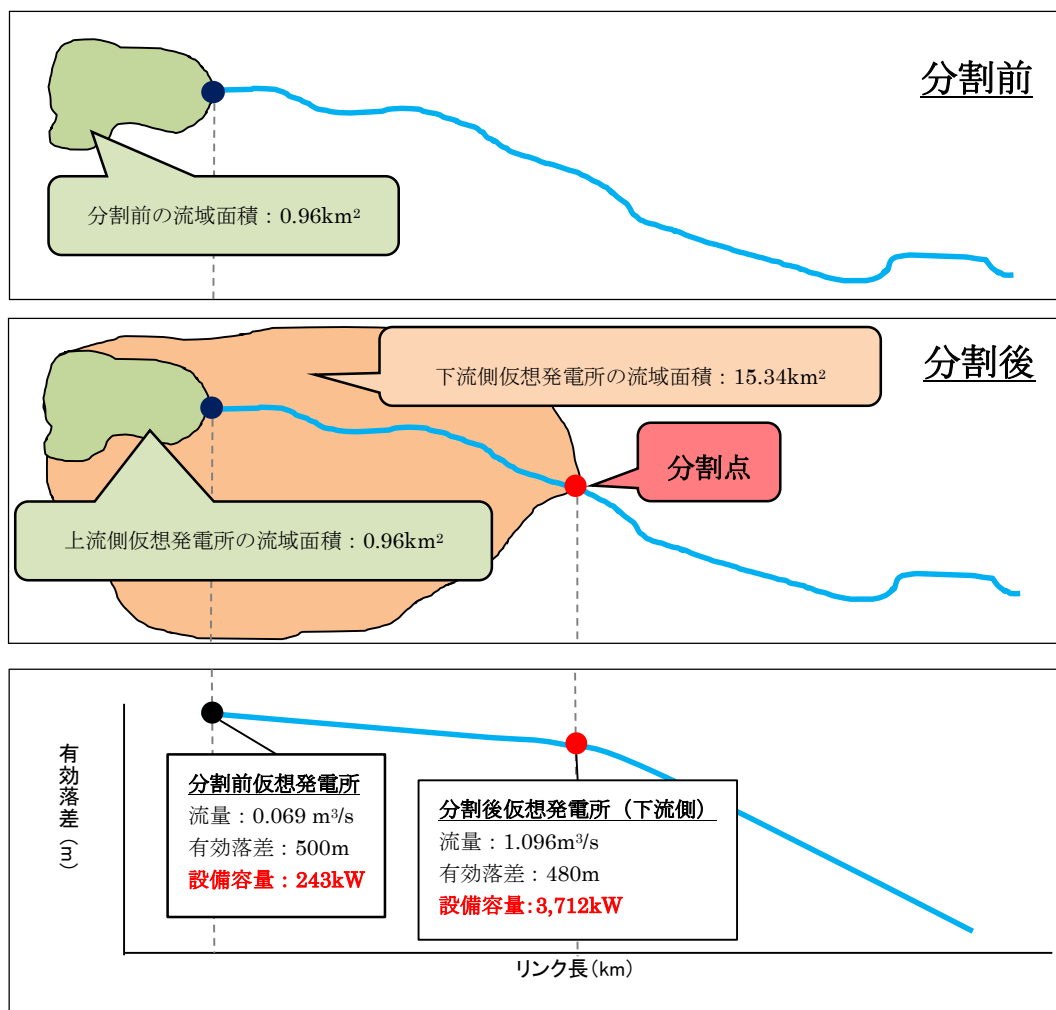 分割前
分割前の流域面積：0.96km²
分割後
下流側仮想発電所の流域面積：15.34km²
分割点
上流側仮想発電所の流域面積：0.96km²
有効落差(m)
分割前仮想発電所
流量：0.069 m³/s
有効落差：500m
設備容量：243kW
分割後仮想発電所（下流側）
流量：1.096m³/s
有効落差：480m
設備容量：3,712kW
リンク長(km)